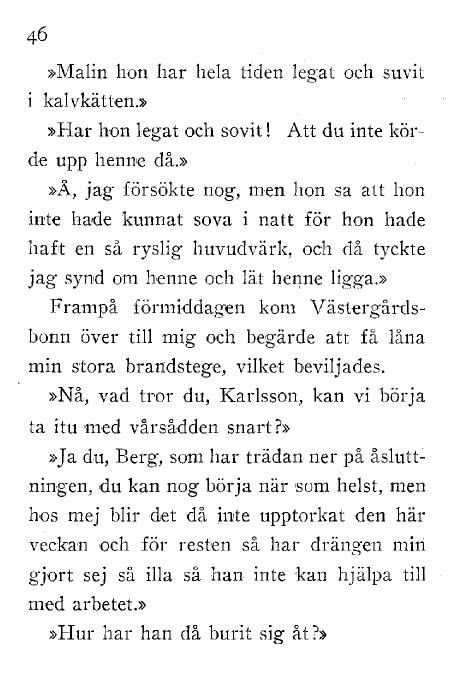 46
»Malin hon har hela tiden legat och suvit
i kalvkätten.»
»Har hon legat och sovit! Att du inte kör-
de upp henne då.»
»Å, jag försökte nog, men hon sa att hon
inte hade kunnat sova i natt för hon hade
haft en så ryslig huvudvärk, och då tyckte
jag synd om henne och lät henne ligga.»
Frampå förmiddagen kom Västergårds-
bonn över till mig och begärde att få låna
min stora brandstege, vilket beviljades.
»Nå, vad tror du, Karlsson, kan vi börja
ta itu med vårsådden snart?»
»Ja du, Berg, som har trädan ner på åslutt-
ningen, du kan nog börja när som helst, men
hos mej blir det då inte upptorkat den här
veckan och för resten så har drängen min
gjort sej så illa så han inte kan hjälpa till
med arbetet.»
»Hur har han då burit sig åt?»